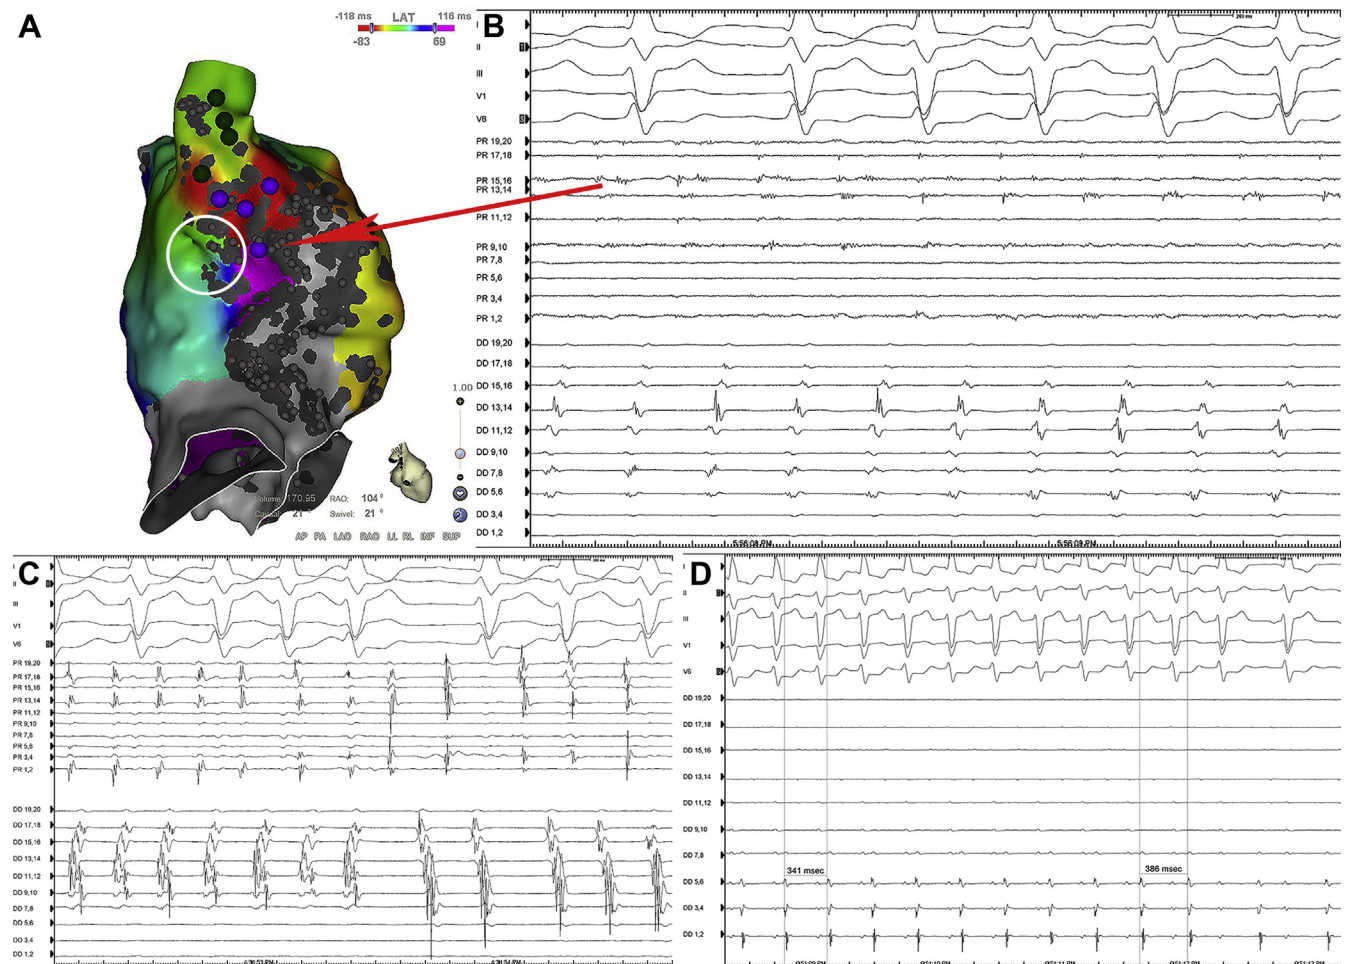 A
-118 ms LAT 116 ms
-83 69
1.00
Volume: 170.95 RAO: 104°
21° Swivel: 21°
AP PA LAO RAO LL RL INF SUP
B
200 ms
I
II
III
V1
V6
PR 19,20
PR 17,18
PR 15,16
PR 13,14
PR 11,12
PR 9,10
PR 7,8
PR 5,6
PR 3,4
PR 1,2
DD 19,20
DD 17,18
DD 15,16
DD 13,14
DD 11,12
DD 9,10
DD 7,8
DD 5,6
DD 3,4
DD 1,2
5:56:09 PM
C
I
II
III
V1
V6
PR 19,20
PR 17,18
PR 15,16
PR 13,14
PR 11,12
PR 9,10
PR 7,8
PR 5,6
PR 3,4
PR 1,2
DD 19,20
DD 17,18
DD 15,16
DD 13,14
DD 11,12
DD 9,10
DD 7,8
DD 5,6
DD 3,4
DD 1,2
D
I
II
III
V1
V6
DD 19,20
DD 17,18
DD 15,16
DD 13,14
DD 11,12
DD 9,10
DD 7,8
341 msec 386 msec
DD 5,6
DD 3,4
DD 1,2